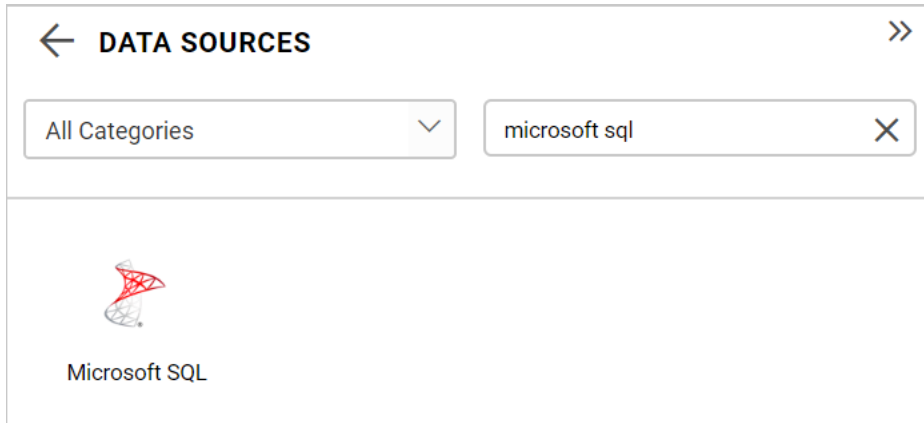 DATA SOURCES
All Categories
microsoft sql
Microsoft SQL